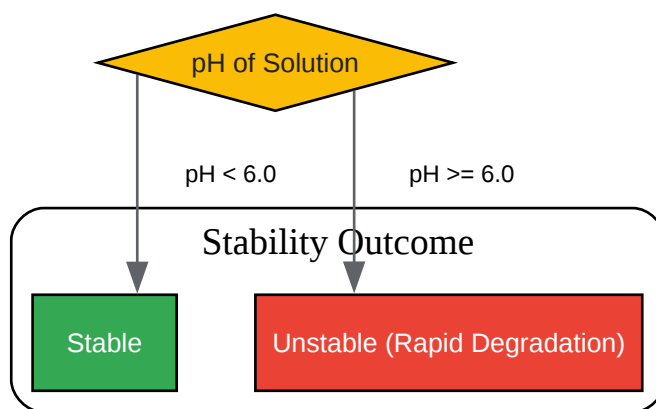 pH of Solution
pH < 6.0
pH >= 6.0
Stability Outcome
Stable
Unstable (Rapid Degradation)